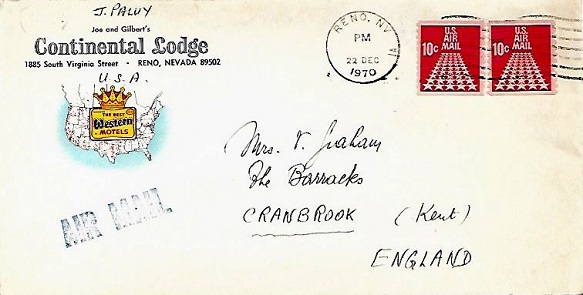 J. PALUY
Joe and Gilbert's
Continental Lodge
1885 South Virginia Street - RENO, NEVADA 89502
U.S.A.
THE BEST
Western
MOTELS
AIR MAIL
RENO, NV
PM
22 DEC
1970
U.S.
AIR
MAIL
10c
U.S.
AIR
MAIL
10c
Mrs. V. Graham
The Barracks
CRANBROOK (Kent)
ENGLAND